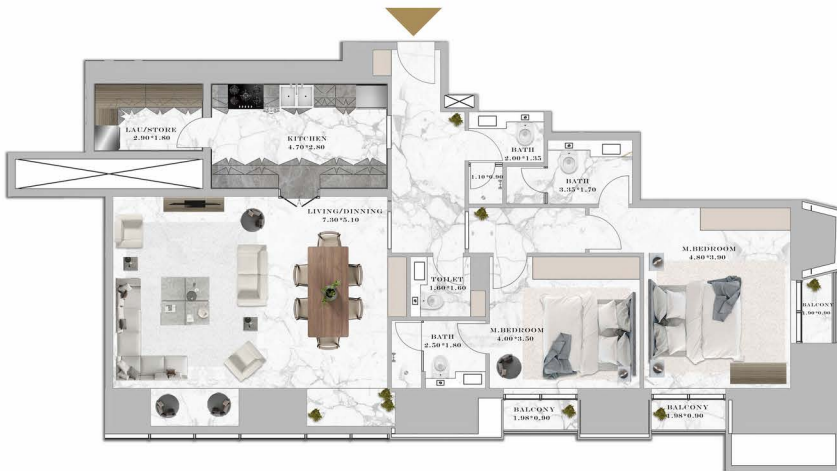 LAU/STORE
2.90*1.80
KITCHEN
4.70*2.80
BATH
2.00*1.35
1.10*0.90
BATH
3.35*1.70
LIVING/DINNING
7.30*5.10
M.BEDROOM
4.80*3.90
TOILET
1.60*1.60
BALCONY
1.90*0.90
M.BEDROOM
4.00*3.50
BATH
2.50*1.80
BALCONY
1.98*0.90
BALCONY
1.98*0.90